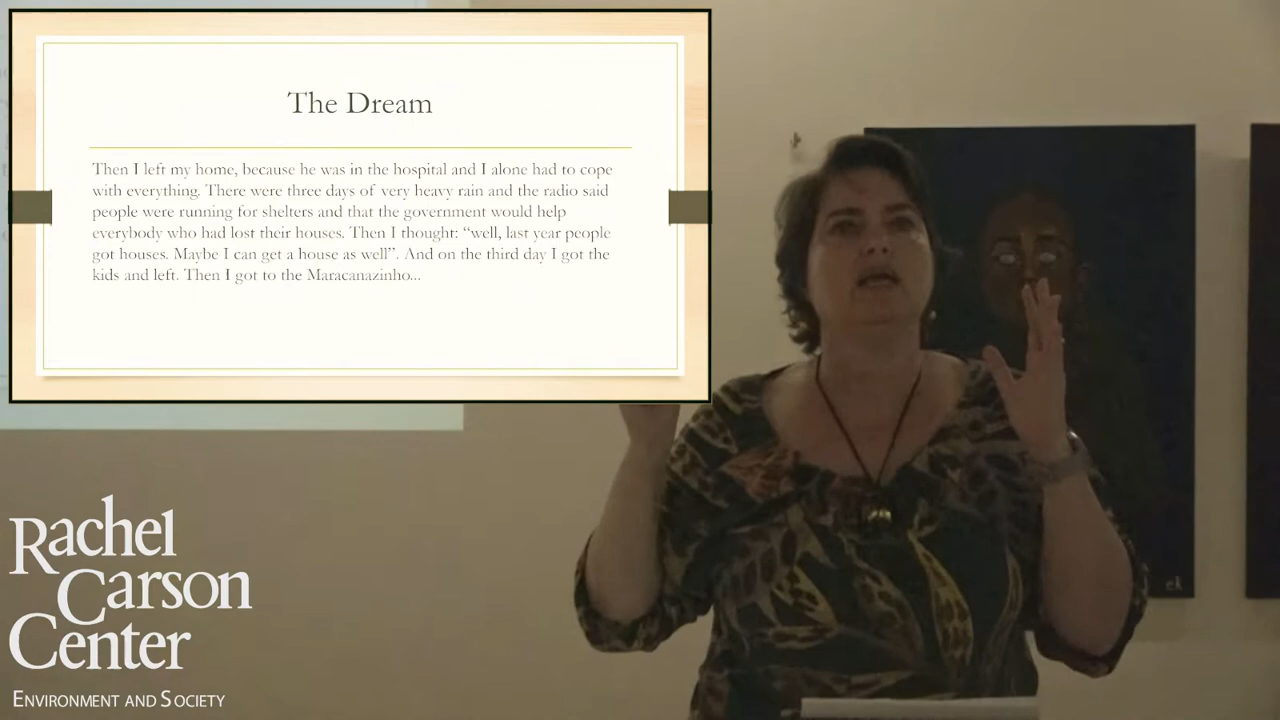 The Dream
Then I left my home, because he was in the hospital and I alone had to cope
with everything. There were three days of very heavy rain and the radio said
people were running for shelters and that the government would help
everybody who had lost their houses. Then I thought: “well, last year people
got houses. Maybe I can get a house as well”. And on the third day I got the
kids and left. Then I got to the Maracanazinho...
ek
Rachel
Carson
Center
ENVIRONMENT AND SOCIETY